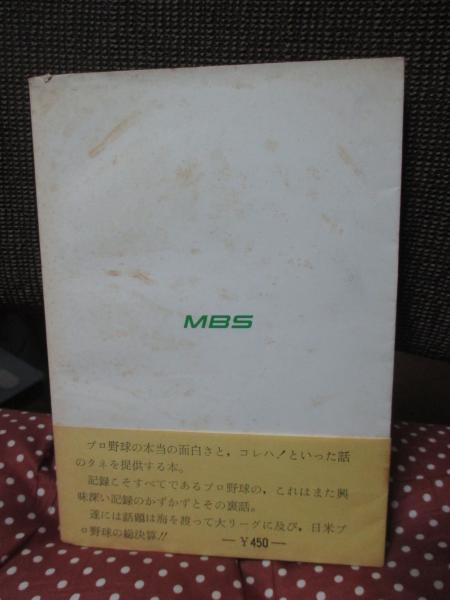 MBS
プロ野球の本当の面白さと，コレハ！といった話
のタネを提供する本。
記録こそすべてであるプロ野球の，これはまた興
味深い記録のかずかずとその裏話。
遂には話題は海を渡って大リーグに及び，日米プ
ロ野球の総決算!!
—￥450—